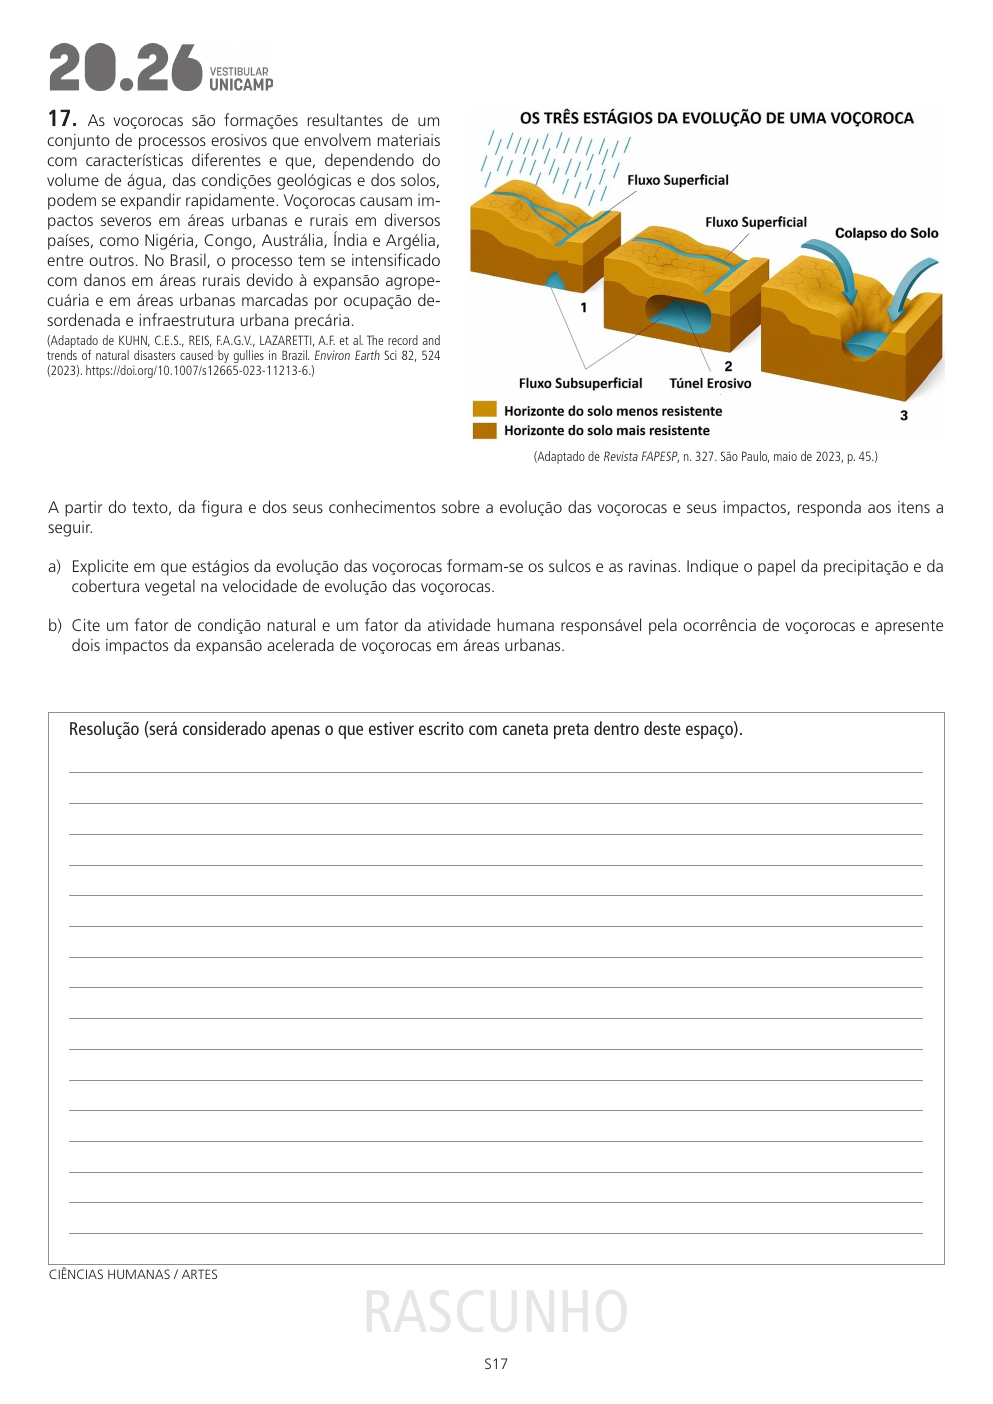 20.26 VESTIBULAR
UNICAMP
17. As voçorocas são formações resultantes de um
conjunto de processos erosivos que envolvem materiais
com características diferentes e que, dependendo do
volume de água, das condições geológicas e dos solos,
podem se expandir rapidamente. Voçorocas causam im-
pactos severos em áreas urbanas e rurais em diversos
países, como Nigéria, Congo, Austrália, Índia e Argélia,
entre outros. No Brasil, o processo tem se intensificado
com danos em áreas rurais devido à expansão agrope-
cuária e em áreas urbanas marcadas por ocupação de-
sordenada e infraestrutura urbana precária.
(Adaptado de KUHN, C.E.S., REIS, F.A.G.V., LAZARETTI, A.F. et al. The record and
trends of natural disasters caused by gullies in Brazil. Environ Earth Sci 82, 524
(2023). https://doi.org/10.1007/s12665-023-11213-6.)
OS TRÊS ESTÁGIOS DA EVOLUÇÃO DE UMA VOÇOROCA
Fluxo Superficial
Fluxo Superficial
Colapso do Solo
1
2
Fluxo Subsuperficial
Túnel Erosivo
3
Horizonte do solo menos resistente
Horizonte do solo mais resistente
(Adaptado de Revista FAPESP, n. 327. São Paulo, maio de 2023, p. 45.)
A partir do texto, da figura e dos seus conhecimentos sobre a evolução das voçorocas e seus impactos, responda aos itens a
seguir.
a) Explicite em que estágios da evolução das voçorocas formam-se os sulcos e as ravinas. Indique o papel da precipitação e da
cobertura vegetal na velocidade de evolução das voçorocas.
b) Cite um fator de condição natural e um fator da atividade humana responsável pela ocorrência de voçorocas e apresente
dois impactos da expansão acelerada de voçorocas em áreas urbanas.
Resolução (será considerado apenas o que estiver escrito com caneta preta dentro deste espaço).
CIÊNCIAS HUMANAS / ARTES
RASCUNHO
S17